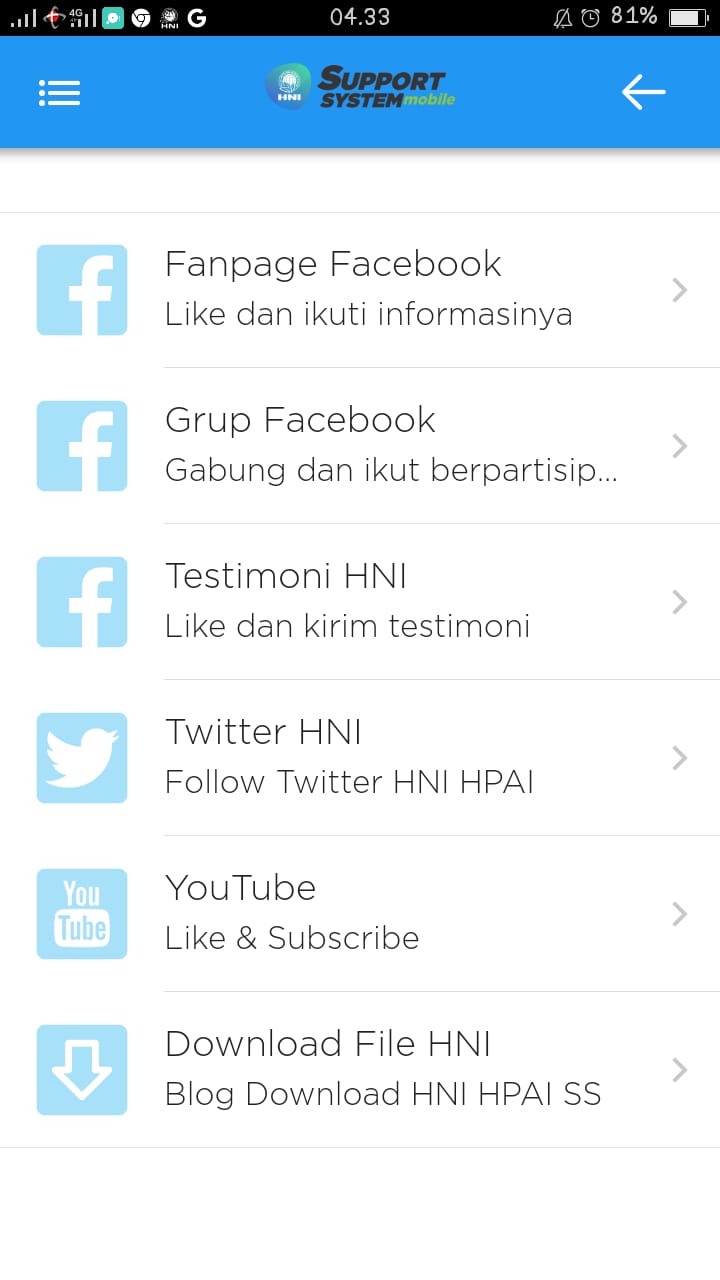 4G
HNI
G
04.33
81%
HNI
SUPPORT
SYSTEMmobile
Fanpage Facebook
Like dan ikuti informasinya
Grup Facebook
Gabung dan ikut berpartisip...
Testimoni HNI
Like dan kirim testimoni
Twitter HNI
Follow Twitter HNI HPAI
You
Tube
YouTube
Like & Subscribe
Download File HNI
Blog Download HNI HPAI SS